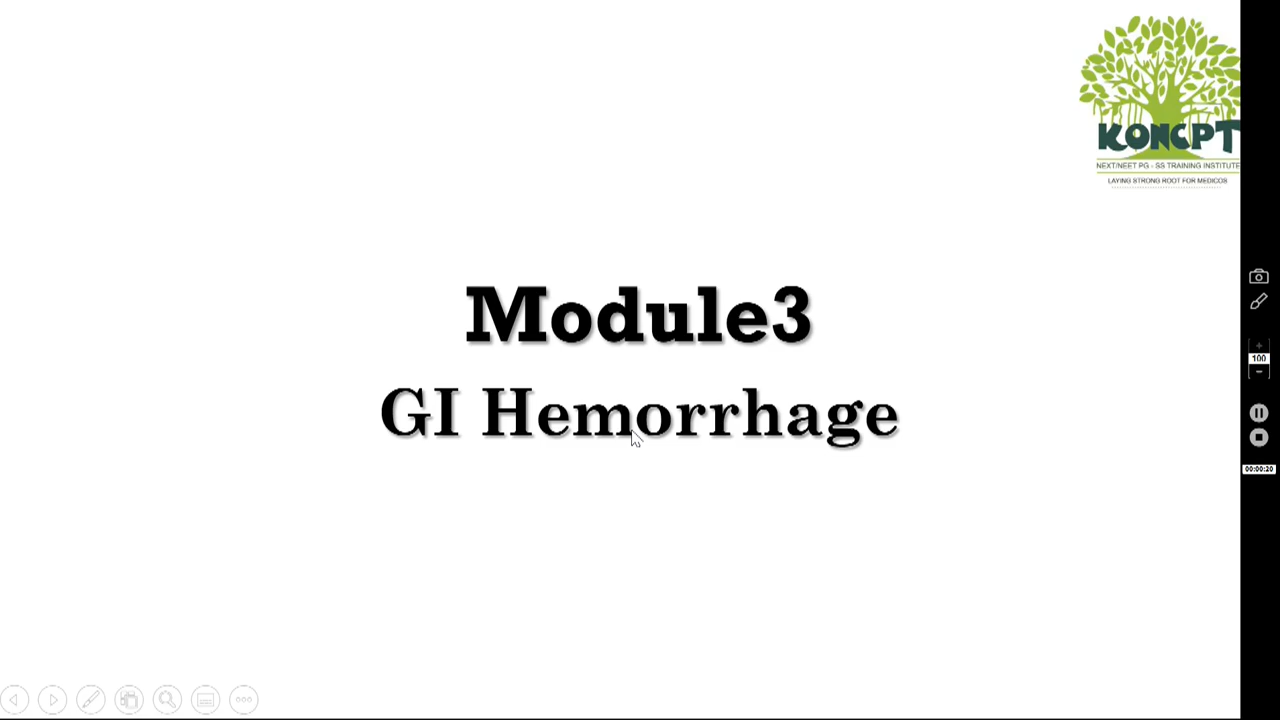 KONCPT
NEXT/NEET PG - SS TRAINING INSTITUTE
LAYING STRONG ROOT FOR MEDICOS
Module3
GI Hemorrhage
100
00:00:20